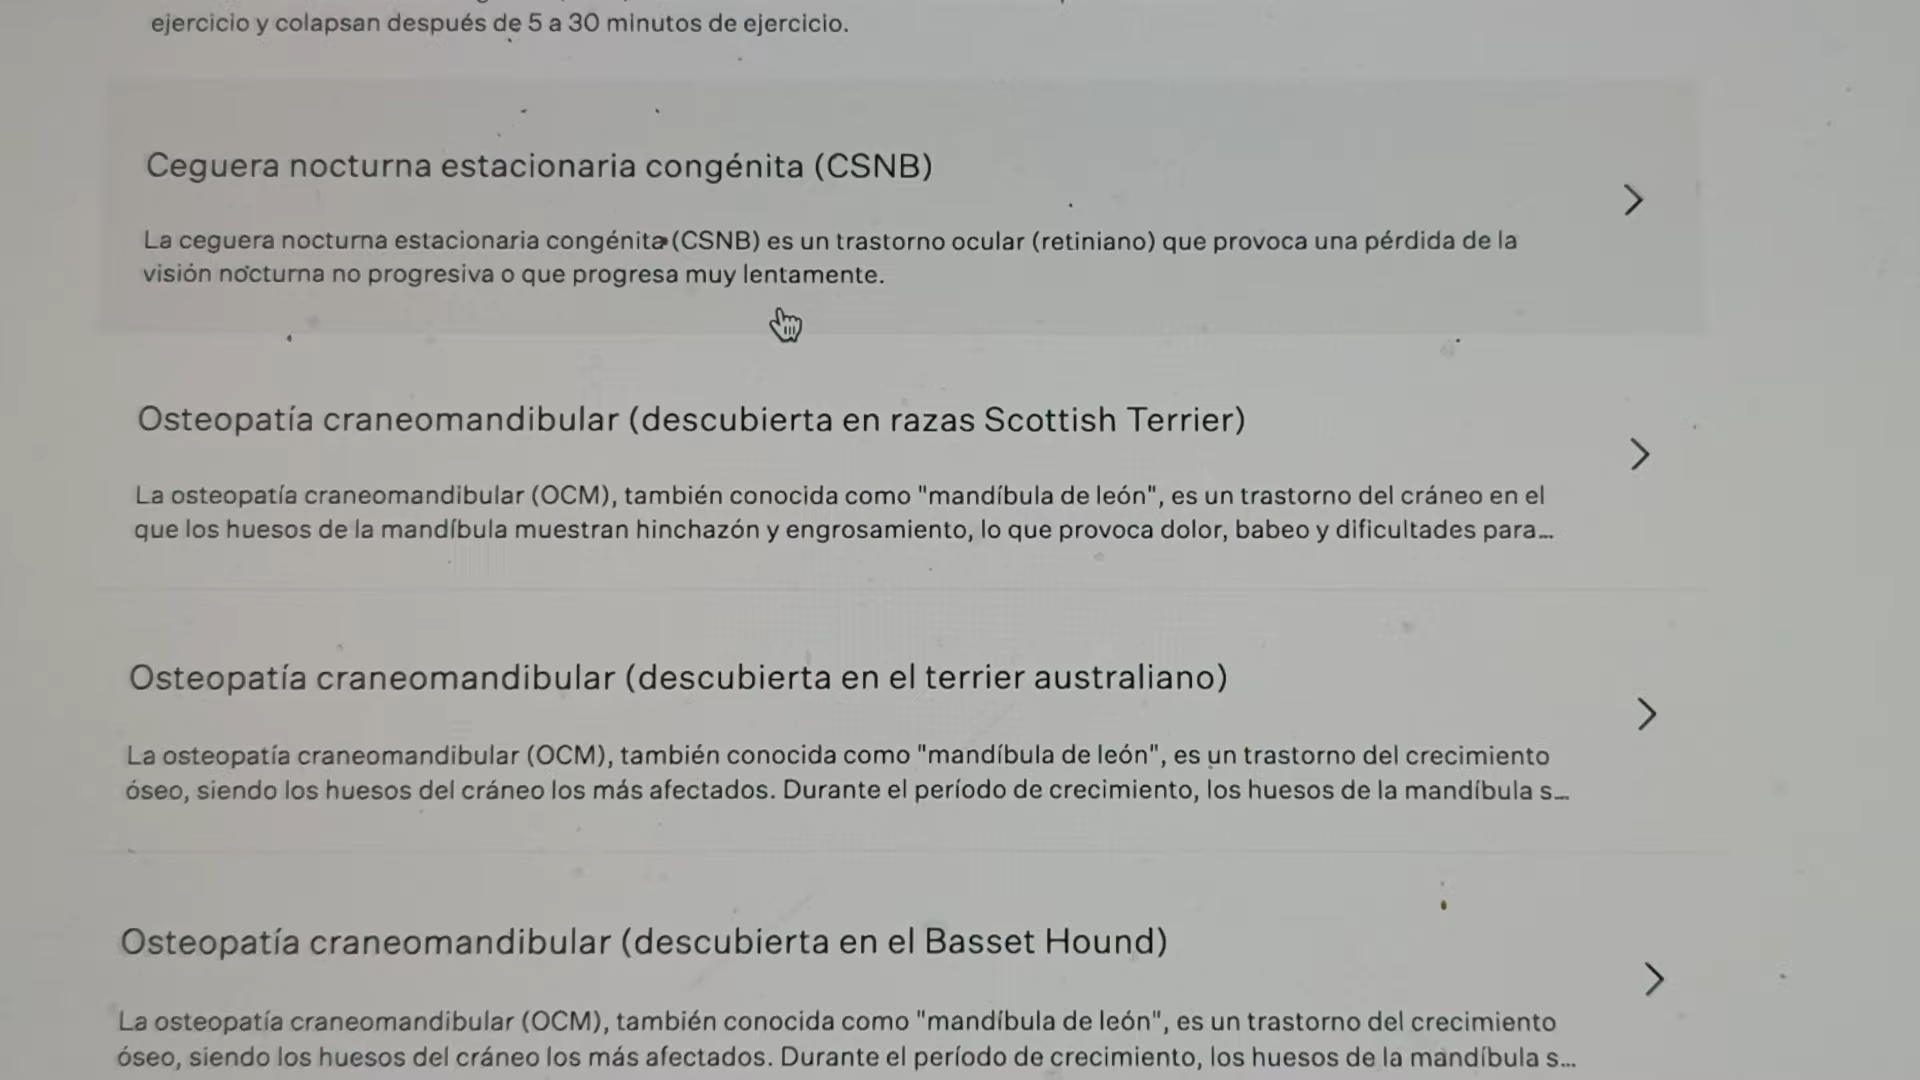 ejercicio y colapsan después de 5 a 30 minutos de ejercicio.
Ceguera nocturna estacionaria congénita (CSNB)
La ceguera nocturna estacionaria congénita (CSNB) es un trastorno ocular (retiniano) que provoca una pérdida de la
visión nocturna no progresiva o que progresa muy lentamente.
Osteopatía craneomandibular (descubierta en razas Scottish Terrier)
La osteopatía craneomandibular (OCM), también conocida como "mandíbula de león", es un trastorno del cráneo en el
que los huesos de la mandíbula muestran hinchazón y engrosamiento, lo que provoca dolor, babeo y dificultades para...
Osteopatía craneomandibular (descubierta en el terrier australiano)
La osteopatía craneomandibular (OCM), también conocida como "mandíbula de león", es un trastorno del crecimiento
óseo, siendo los huesos del cráneo los más afectados. Durante el período de crecimiento, los huesos de la mandíbula s...
Osteopatía craneomandibular (descubierta en el Basset Hound)
La osteopatía craneomandibular (OCM), también conocida como "mandíbula de león", es un trastorno del crecimiento
óseo, siendo los huesos del cráneo los más afectados. Durante el período de crecimiento, los huesos de la mandíbula s...